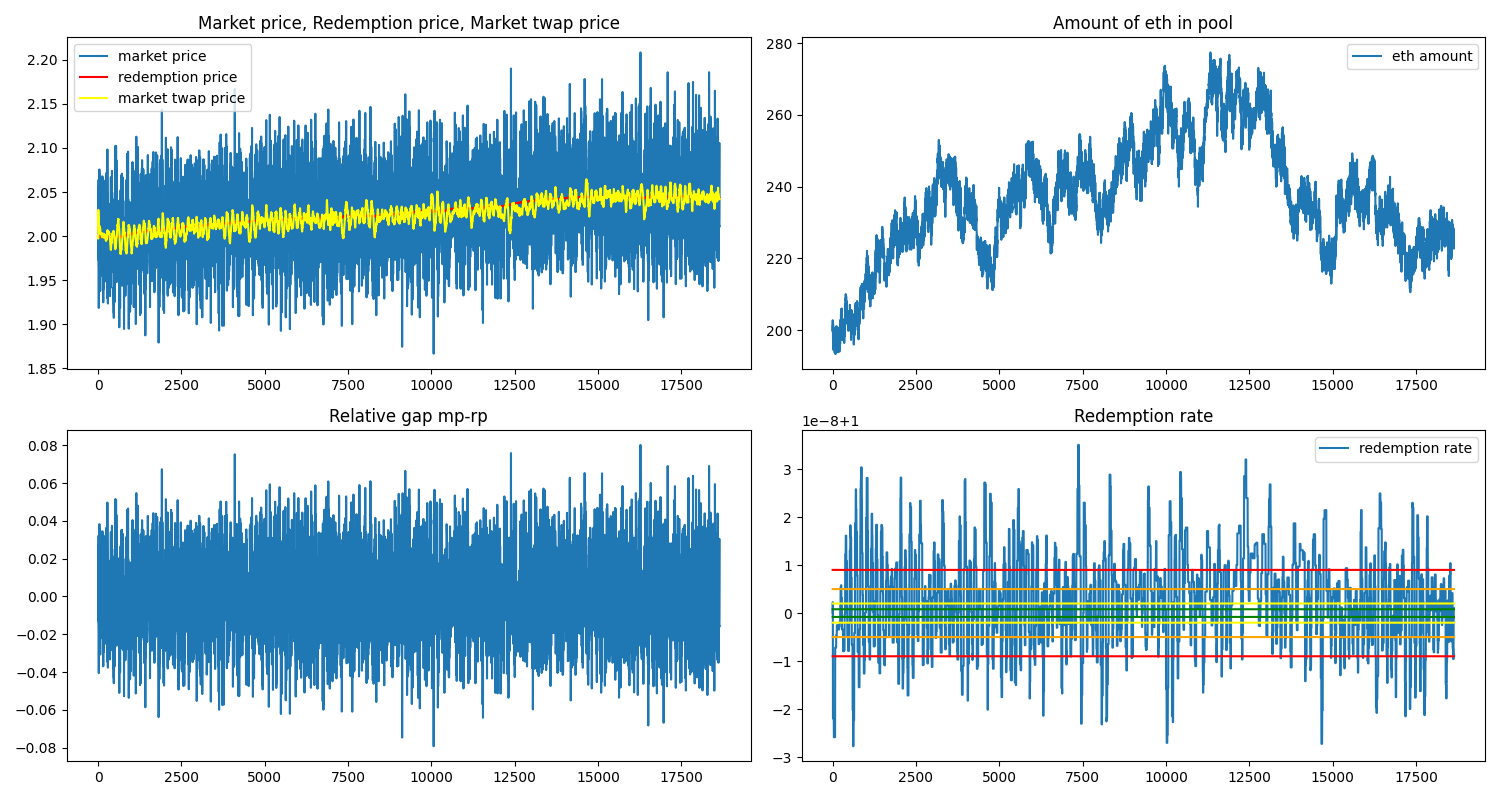 Market price, Redemption price, Market twap price
market price
redemption price
market twap price
2.20
2.15
2.10
2.05
2.00
1.95
1.90
1.85
0 2500 5000 7500 10000 12500 15000 17500
Amount of eth in pool
eth amount
280
260
240
220
200
0 2500 5000 7500 10000 12500 15000 17500
Relative gap mp-rp
0.08
0.06
0.04
0.02
0.00
−0.02
−0.04
−0.06
−0.08
0 2500 5000 7500 10000 12500 15000 17500
Redemption rate
1e−8+1
redemption rate
3
2
1
0
−1
−2
−3
0 2500 5000 7500 10000 12500 15000 17500